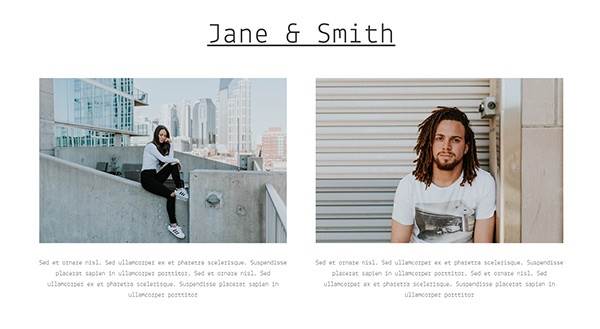 Jane & Smith
Sed et ornare nisl. Sed ullamcorper ex et pharetra scelerisque. Suspendisse
placerat sapien in ullamcorper porttitor. Sed et ornare nisl. Sed
ullamcorper ex et pharetra scelerisque. Suspendisse placerat sapien in
ullamcorper porttitor
Sed et ornare nisl. Sed ullamcorper ex et pharetra scelerisque. Suspendisse
placerat sapien in ullamcorper porttitor. Sed et ornare nisl. Sed
ullamcorper ex et pharetra scelerisque. Suspendisse placerat sapien in
ullamcorper porttitor